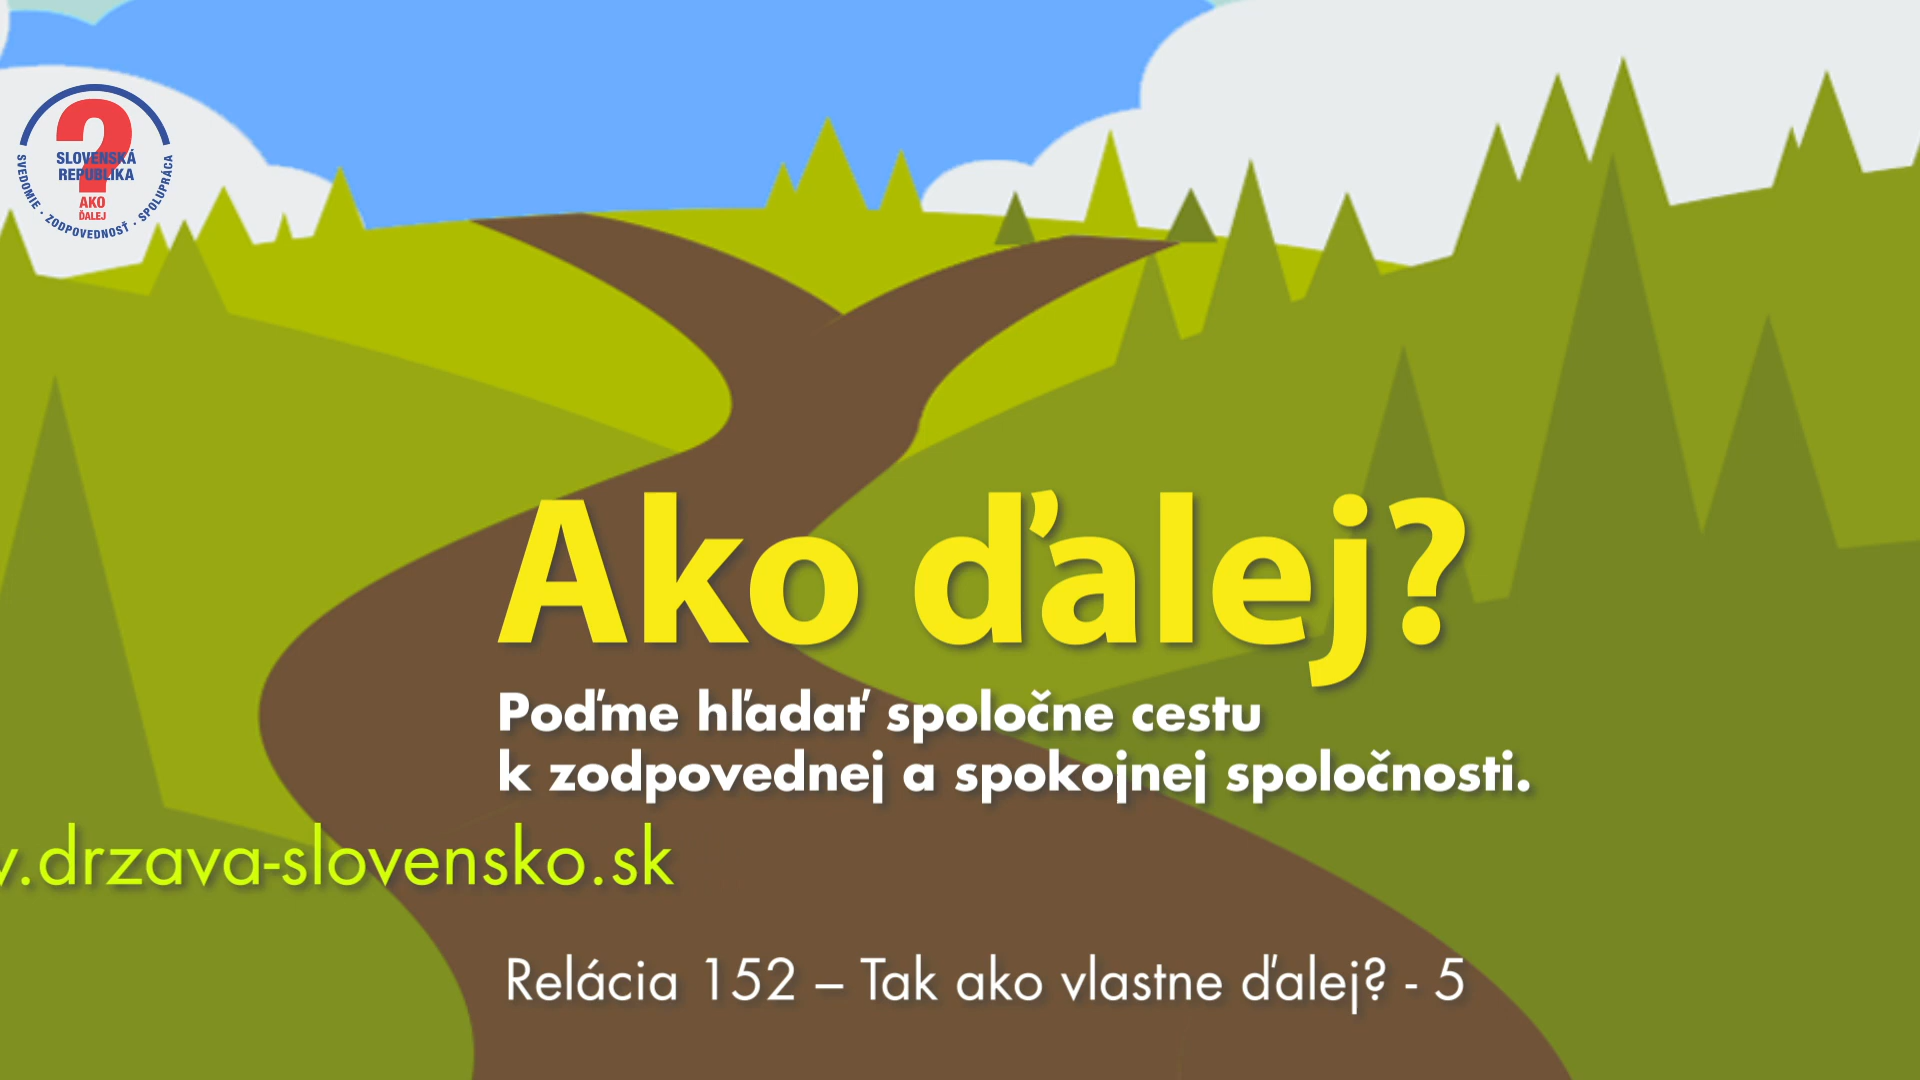 SLOVENSKÁ
REPUBLIKA
AKO
ĎALEJ
SVEDOMIE · ZODPOVEDNOSŤ · SPOLUPRÁCA
Ako ďalej?
Poďme hľadať spoločne cestu
k zodpovednej a spokojnej spoločnosti.
.drzava-slovensko.sk
Relácia 152 – Tak ako vlastne ďalej? - 5